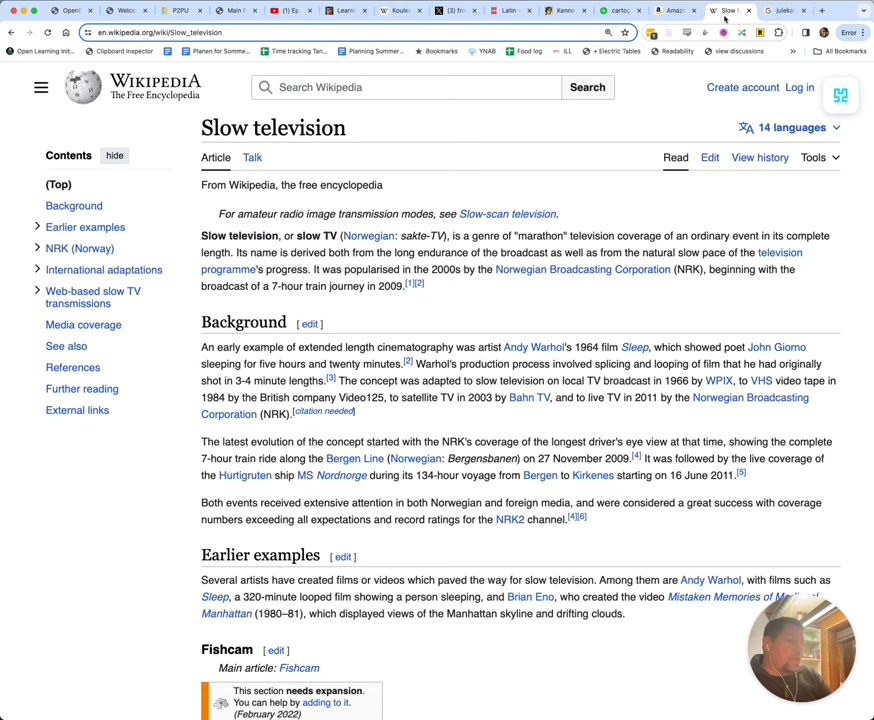 Openl
Welco
P2PU
Main P
(1) Ep.
Learni
Koules
(3) fro
Latin -
Kenne
cartog
Amazo
Slow t
julekal
en.wikipedia.org/wiki/Slow_television
Error
Open Learning Init...
Clipboard Inspector
Planen for Somme...
Time tracking Tan...
Planning Summer...
Bookmarks
YNAB
Food log
ILL
+ Electric Tables
Readability
view discussions
»
All Bookmarks
WIKIPEDIA
The Free Encyclopedia
Search Wikipedia
Search
Create account Log in
Slow television
14 languages
Contents hide
Article Talk
Read Edit View history Tools
(Top)
Background
Earlier examples
NRK (Norway)
International adaptations
Web-based slow TV
transmissions
Media coverage
See also
References
Further reading
External links
From Wikipedia, the free encyclopedia
For amateur radio image transmission modes, see Slow-scan television.
Slow television, or slow TV (Norwegian: sakte-TV), is a genre of "marathon" television coverage of an ordinary event in its complete
length. Its name is derived both from the long endurance of the broadcast as well as from the natural slow pace of the television
programme's progress. It was popularised in the 2000s by the Norwegian Broadcasting Corporation (NRK), beginning with the
broadcast of a 7-hour train journey in 2009.[1][2]
Background [ edit ]
An early example of extended length cinematography was artist Andy Warhol's 1964 film Sleep, which showed poet John Giorno
sleeping for five hours and twenty minutes.[2] Warhol's production process involved splicing and looping of film that he had originally
shot in 3-4 minute lengths.[3] The concept was adapted to slow television on local TV broadcast in 1966 by WPIX, to VHS video tape in
1984 by the British company Video125, to satellite TV in 2003 by Bahn TV, and to live TV in 2011 by the Norwegian Broadcasting
Corporation (NRK).[citation needed]
The latest evolution of the concept started with the NRK's coverage of the longest driver's eye view at that time, showing the complete
7-hour train ride along the Bergen Line (Norwegian: Bergensbanen) on 27 November 2009.[4] It was followed by the live coverage of
the Hurtigruten ship MS Nordnorge during its 134-hour voyage from Bergen to Kirkenes starting on 16 June 2011.[5]
Both events received extensive attention in both Norwegian and foreign media, and were considered a great success with coverage
numbers exceeding all expectations and record ratings for the NRK2 channel.[4][6]
Earlier examples [ edit ]
Several artists have created films or videos which paved the way for slow television. Among them are Andy Warhol, with films such as
Sleep, a 320-minute looped film showing a person sleeping, and Brian Eno, who created the video Mistaken Memories of
Manhattan (1980–81), which displayed views of the Manhattan skyline and drifting clouds.
Fishcam [ edit ]
Main article: Fishcam
This section needs expansion.
You can help by adding to it.
(February 2022)